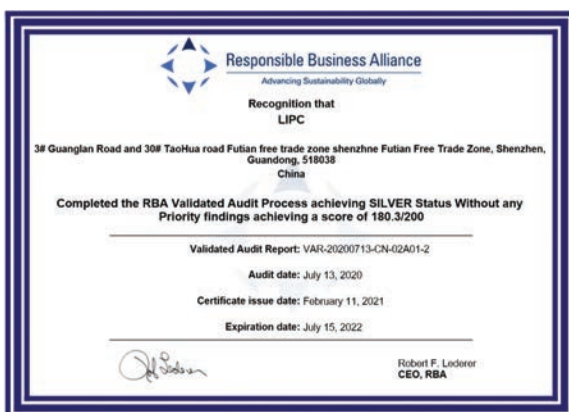 Responsible Business Alliance
Advancing Sustainability Globally
Recognition that
LIPC
3# Guanglan Road and 30# TaoHua road Futian free trade zone shenzhne Futian Free Trade Zone, Shenzhen,
Guandong, 518038
China
Completed the RBA Validated Audit Process achieving SILVER Status Without any
Priority findings achieving a score of 180.3/200
Validated Audit Report: VAR-20200713-CN-02A01-2
Audit date: July 13, 2020
Certificate issue date: February 11, 2021
Expiration date: July 15, 2022
Robert F. Lederer
CEO, RBA